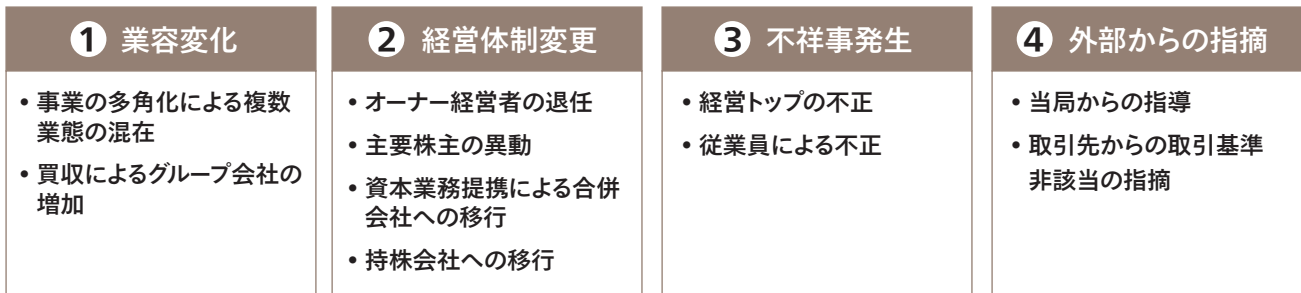 1 業容変化
• 事業の多角化による複数
業態の混在
• 買収によるグループ会社の
増加
2 経営体制変更
• オーナー経営者の退任
• 主要株主の異動
• 資本業務提携による合併
会社への移行
• 持株会社への移行
3 不祥事発生
• 経営トップの不正
• 従業員による不正
4 外部からの指摘
• 当局からの指導
• 取引先からの取引基準
非該当の指摘